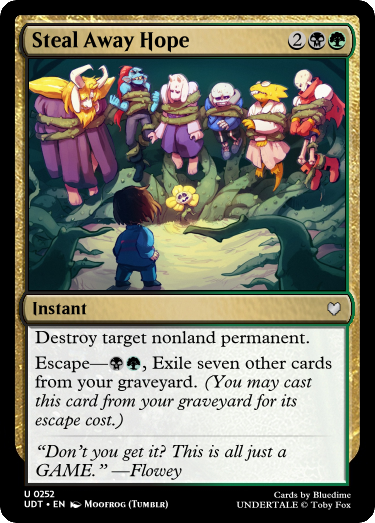 Steal Away Hope 2
Instant
Destroy target nonland permanent.
Escape—, Exile seven other cards
from your graveyard. (You may cast
this card from your graveyard for its
escape cost.)
“Don’t you get it? This is all just a
GAME.” —Flowey
U 0252
UDT • EN Moofrog (Tumblr)
Cards by Bluedime
UNDERTALE © Toby Fox